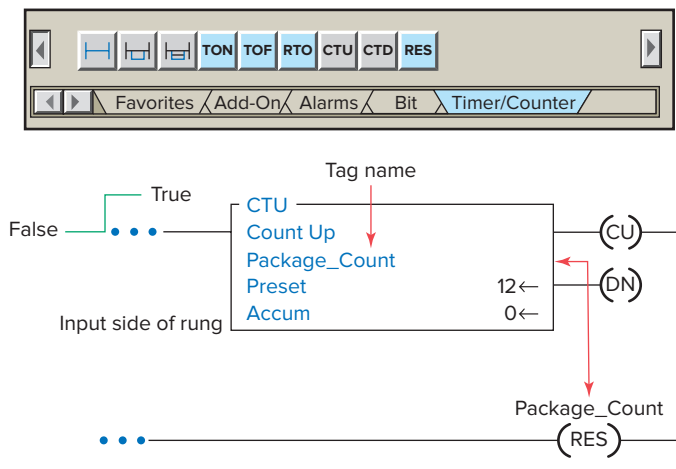 TON TOF RTO CTU CTD RES
Favorites Add-On Alarms Bit Timer/Counter
Tag name
True
False
CTU
Count Up
Package_Count
Preset 12←
Accum 0←
(CU)
(DN)
Input side of rung
Package_Count
(RES)